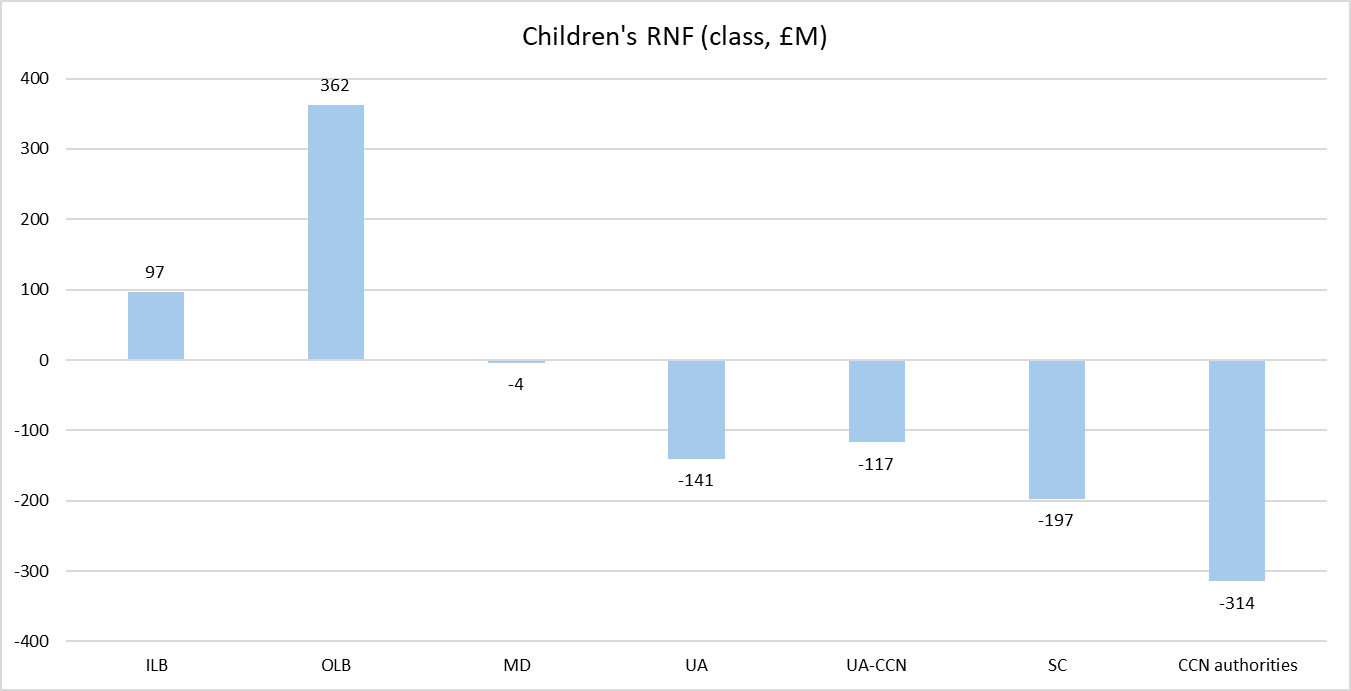 Children's RNF (class, £M)
400
300
200
100
0
-100
-200
-300
-400
97
362
-4
-141
-117
-197
-314
ILB
OLB
MD
UA
UA-CCN
SC
CCN authorities